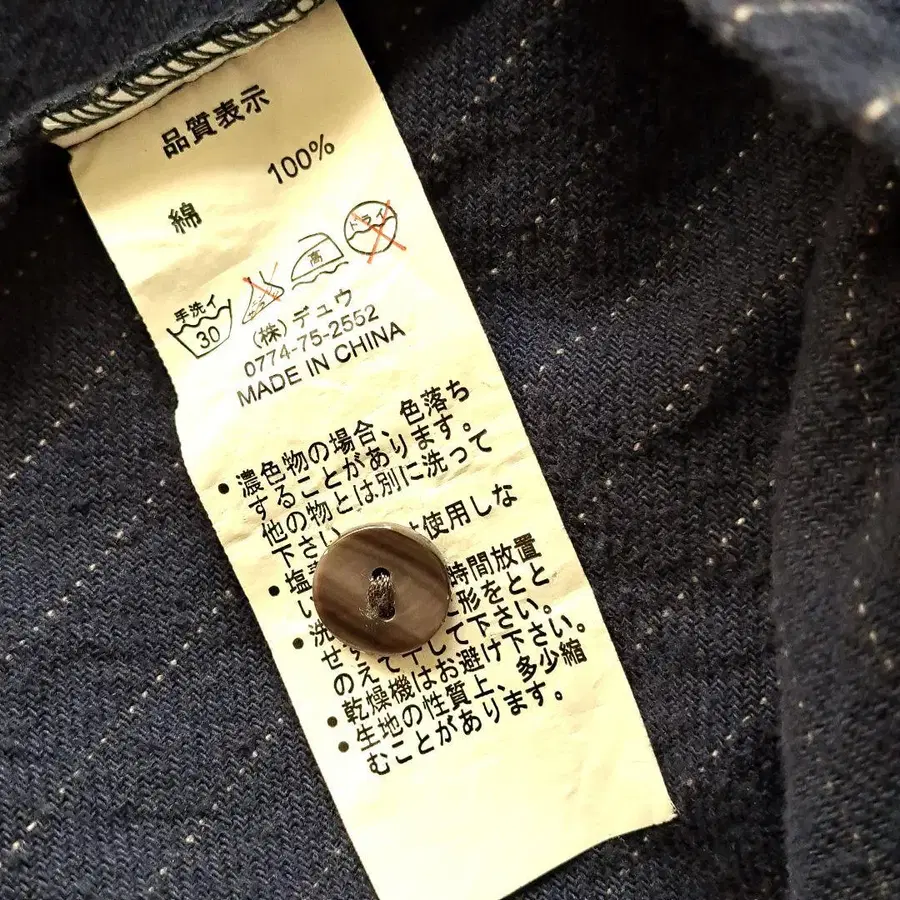 品質表示
綿 100%
手洗イ 30 高 ドライ
(株)デュウ
0774-75-2552
MADE IN CHINA
• 濃色物の場合、色落ち
することがあります。
他の物とは別に洗って
下さい
• 塩 使用しな
い
• 洗 時間放置
せず 形をとと
のえて干して下さい。
• 乾燥機はお避け下さい。
• 生地の性質上、多少縮
むことがあります。